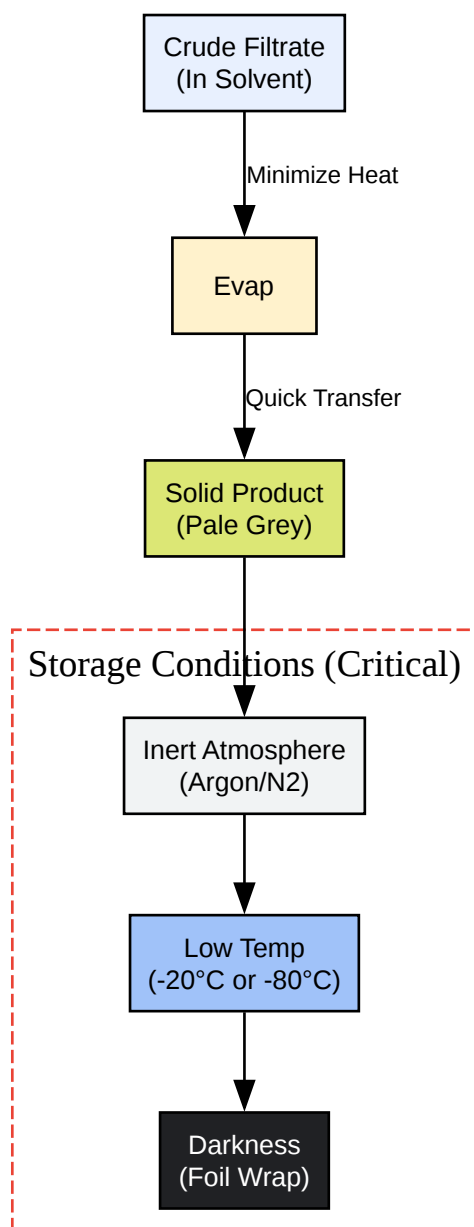 Crude Filtrate
(In Solvent)
Minimize Heat
Evap
Quick Transfer
Solid Product
(Pale Grey)
Storage Conditions (Critical)
Inert Atmosphere
(Argon/N2)
Low Temp
(-20°C or -80°C)
Darkness
(Foil Wrap)